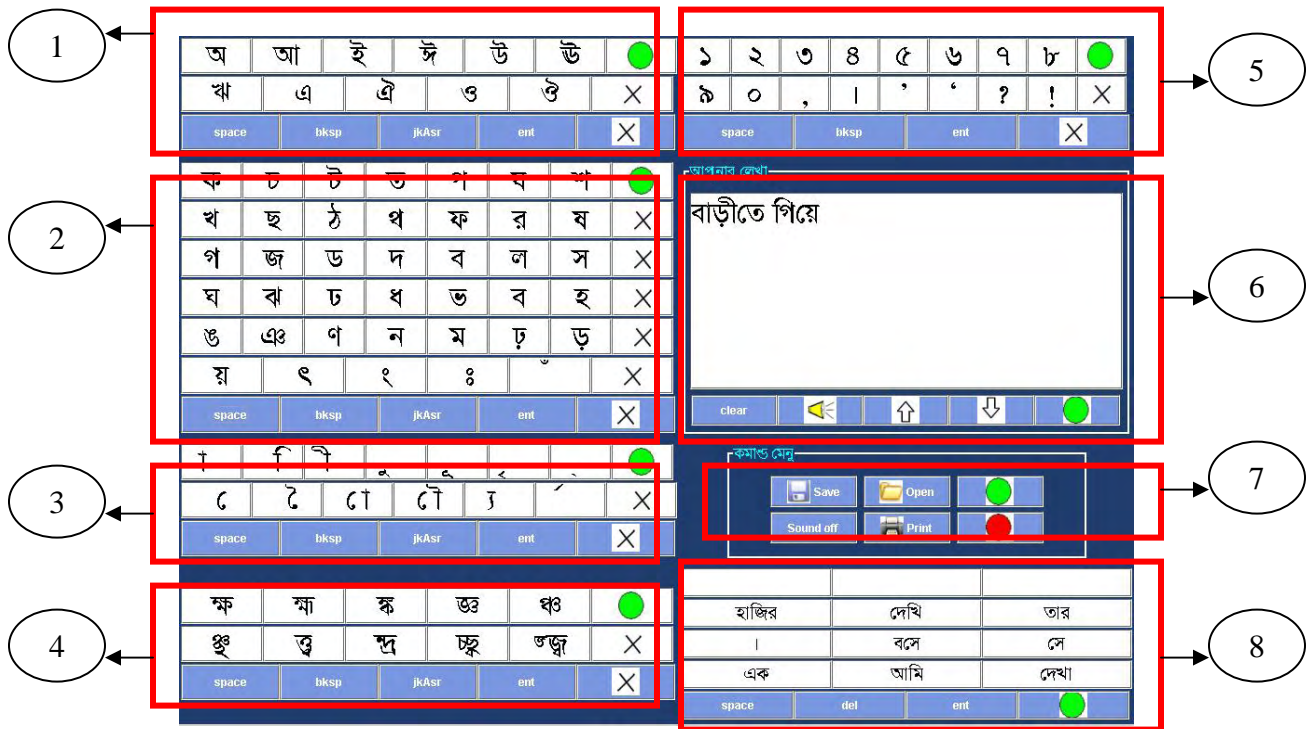 1
অ আ ই ঈ উ ঊ
ঋ এ ঐ ও ঔ X
space bksp jkAsr ent X
2
ক চ ট ত প য শ
খ ছ ঠ থ ফ র ষ X
গ জ ড দ ব ল স X
ঘ ঝ ঢ ধ ভ ব হ X
ঙ ঞ ণ ন ম ঢ় ড় X
য় ৎ ং ঃ ঁ X
space bksp jkAsr ent X
3
া ি ী ু ূ ৃ
ে ৈ ো ৌ ্য র্ X
space bksp jkAsr ent X
4
ক্ষ হ্ম ঙ্ক
X
space bksp jkAsr ent X
5
১ ২ ৩ ৪ ৫ ৬ ৭ ৮
৯ ০ , । ’ ‘ ? ! X
space bksp ent X
6
আপনার লেখা
বাড়ীতে গিয়ে
clear
7
কমাণ্ড মেনু
Save Open
Sound off Print
8
হাজির দেখি তার
। বসে সে
এক আমি দেখা
space del ent